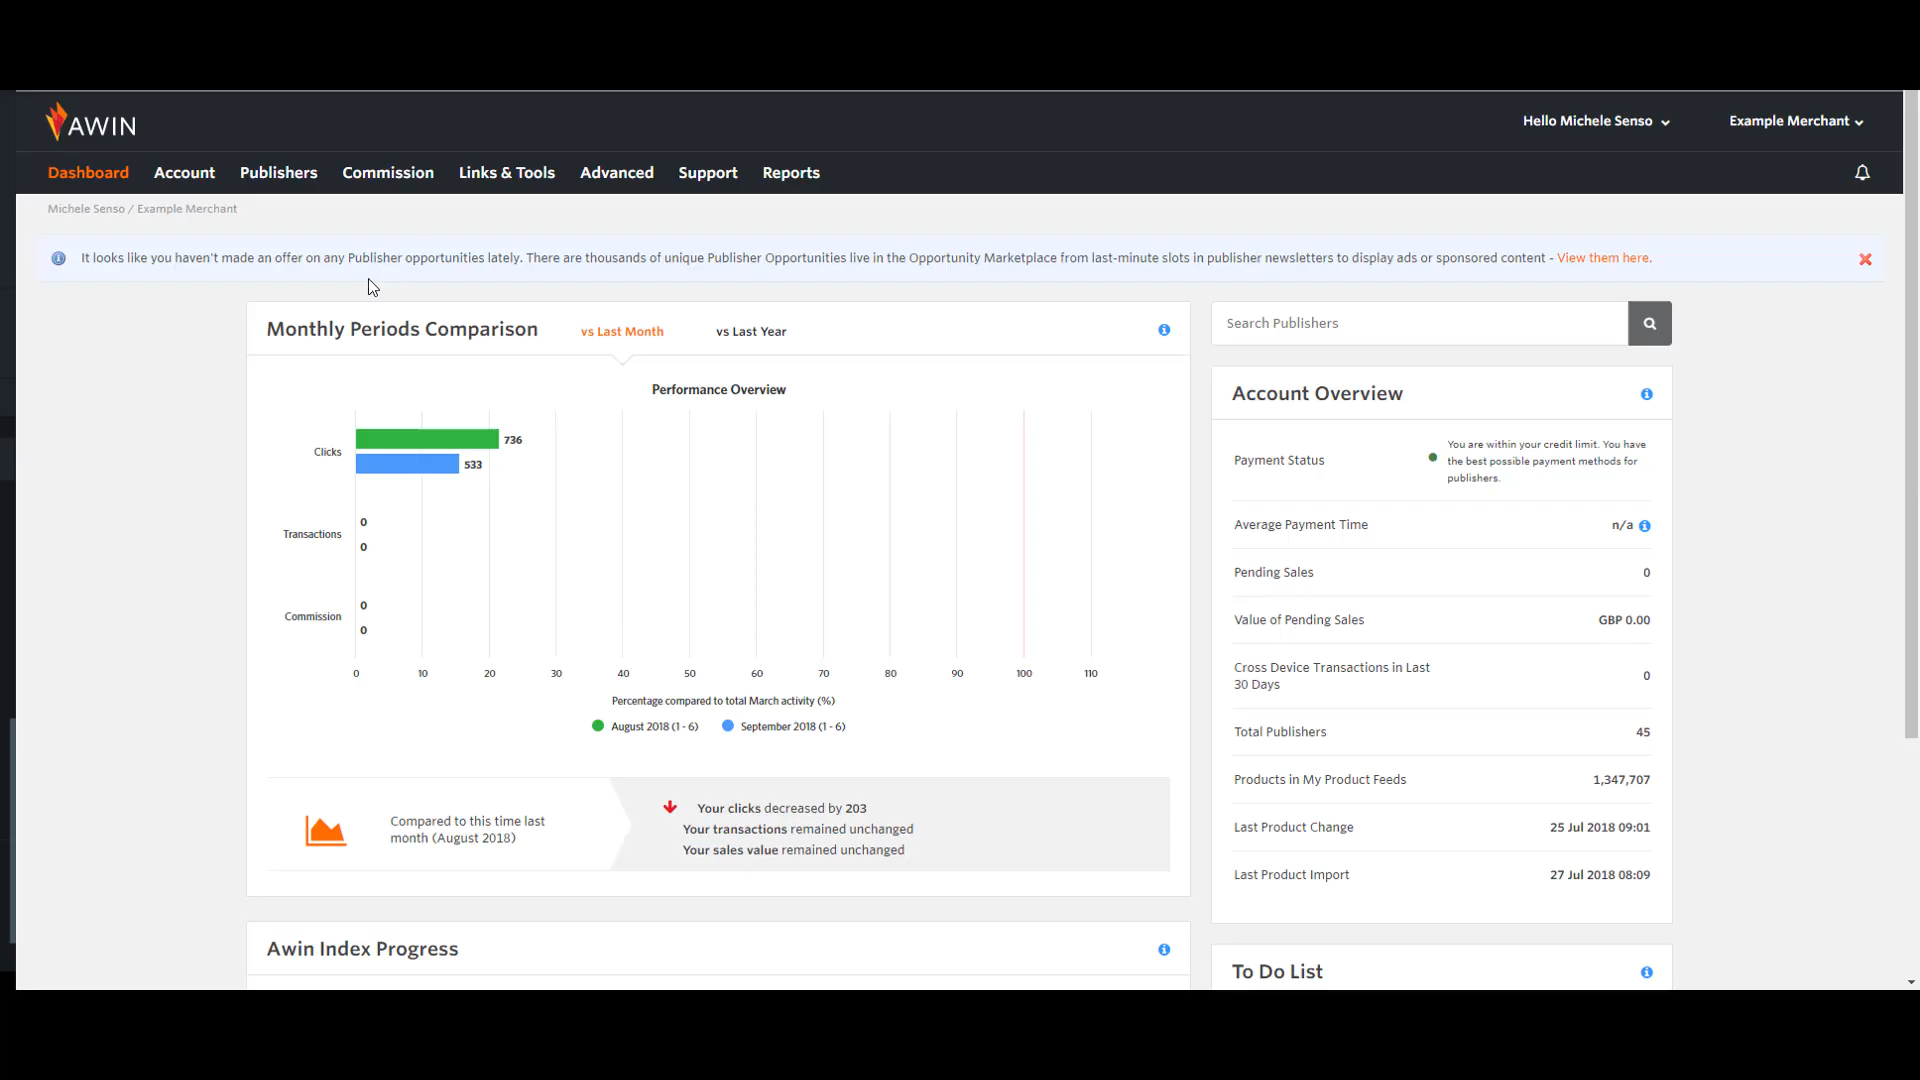 AWIN
Hello Michele Senso
Example Merchant
Dashboard Account Publishers Commission Links & Tools Advanced Support Reports
Michele Senso / Example Merchant
It looks like you haven't made an offer on any Publisher opportunities lately. There are thousands of unique Publisher Opportunities live in the Opportunity Marketplace from last-minute slots in publisher newsletters to display ads or sponsored content - View them here.
Monthly Periods Comparison vs Last Month vs Last Year
Performance Overview
Clicks
736
533
Transactions
0
0
Commission
0
0
0 10 20 30 40 50 60 70 80 90 100 110
Percentage compared to total March activity (%)
August 2018 (1 - 6) September 2018 (1 - 6)
Compared to this time last
month (August 2018)
Your clicks decreased by 203
Your transactions remained unchanged
Your sales value remained unchanged
Awin Index Progress
Search Publishers
Account Overview
Payment Status
You are within your credit limit. You have
the best possible payment methods for
publishers.
Average Payment Time n/a
Pending Sales 0
Value of Pending Sales GBP 0.00
Cross Device Transactions in Last
30 Days
0
Total Publishers 45
Products in My Product Feeds 1,347,707
Last Product Change 25 Jul 2018 09:01
Last Product Import 27 Jul 2018 08:09
To Do List